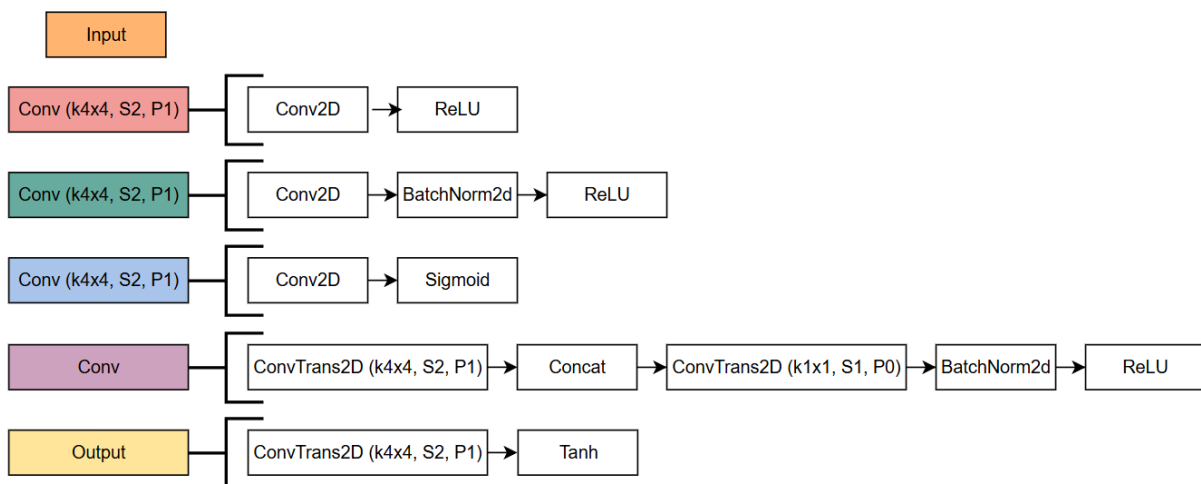 Input
Conv (k4x4, S2, P1)
Conv2D
ReLU
Conv (k4x4, S2, P1)
Conv2D
BatchNorm2d
ReLU
Conv (k4x4, S2, P1)
Conv2D
Sigmoid
Conv
ConvTrans2D (k4x4, S2, P1)
Concat
ConvTrans2D (k1x1, S1, P0)
BatchNorm2d
ReLU
Output
ConvTrans2D (k4x4, S2, P1)
Tanh